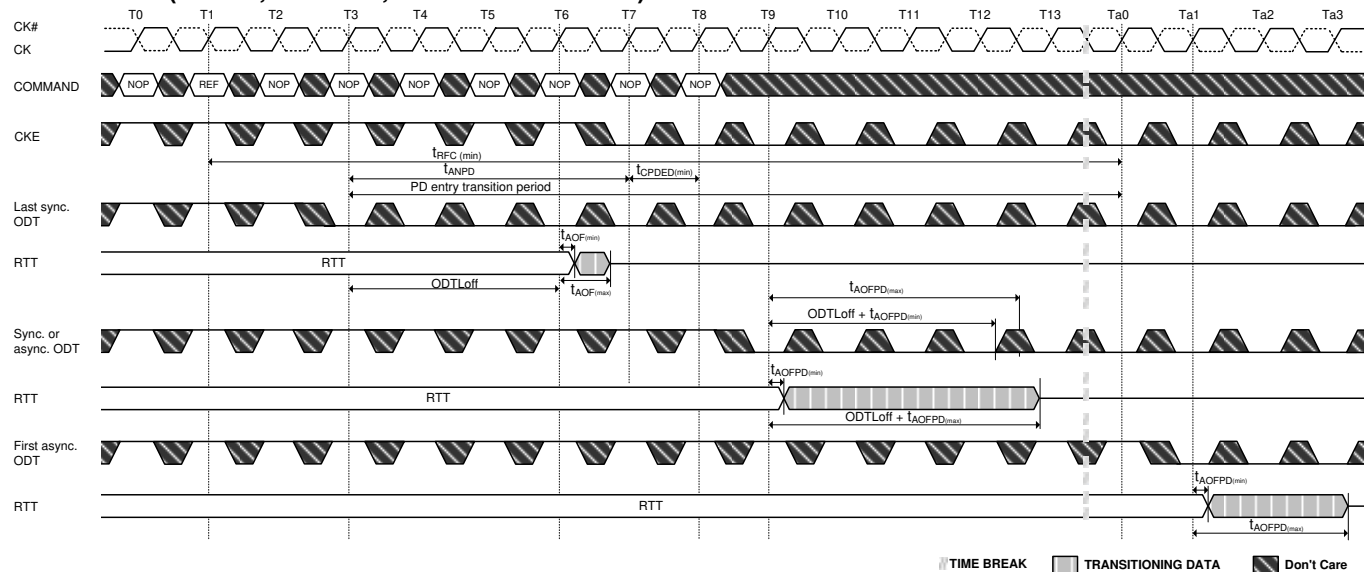 T0 T1 T2 T3 T4 T5 T6 T7 T8 T9 T10 T11 T12 T13 Ta0 Ta1 Ta2 Ta3
CK#
CK
COMMAND NOP REF NOP NOP NOP NOP NOP NOP NOP
CKE
tRFC (min)
tANPD tCPDED(min)
PD entry transition period
Last sync.
ODT
tAOF(min)
RTT RTT
ODTLoff tAOF(max)
tAOFPD(max)
ODTLoff + tAOFPD(min)
Sync. or
async. ODT
tAOFPD(min)
RTT RTT
ODTLoff + tAOFPD(max)
First async.
ODT
tAOFPD(min)
RTT RTT
tAOFPD(max)
TIME BREAK TRANSITIONING DATA Don't Care